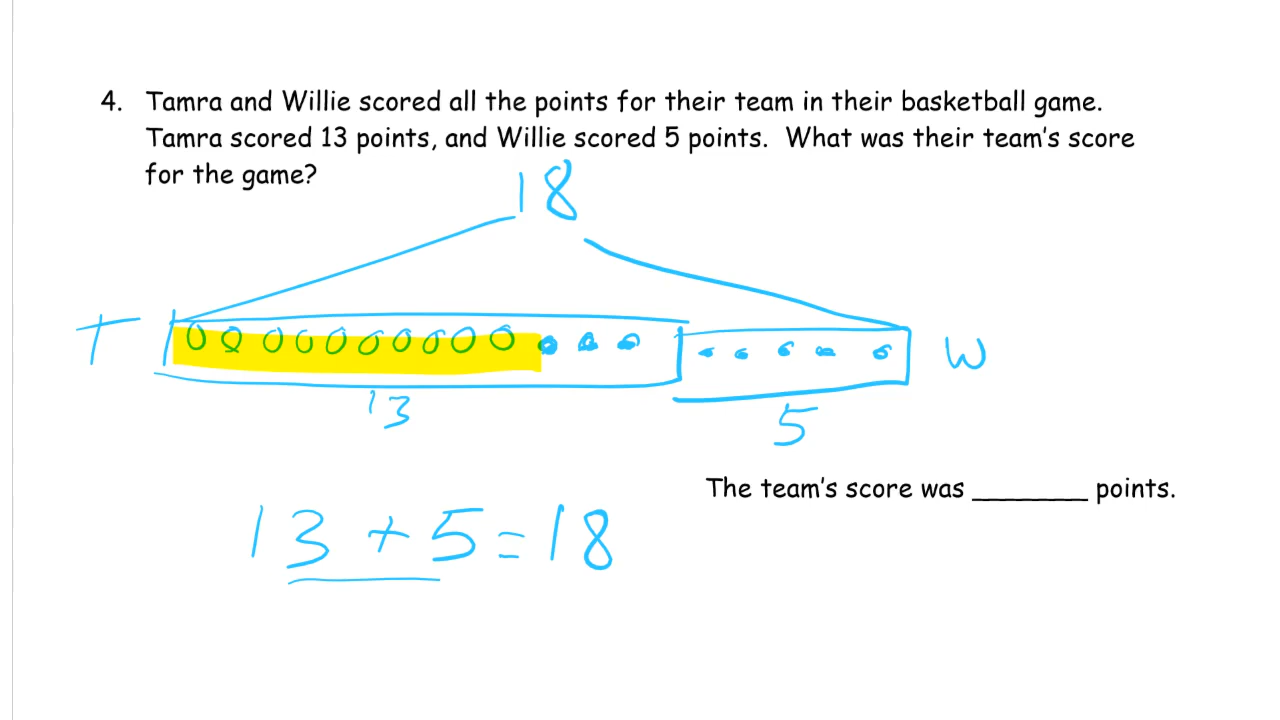 4. Tamra and Willie scored all the points for their team in their basketball game.
Tamra scored 13 points, and Willie scored 5 points. What was their team's score
for the game?
18
T
W
13
5
The team's score was ________ points.
13 + 5 = 18